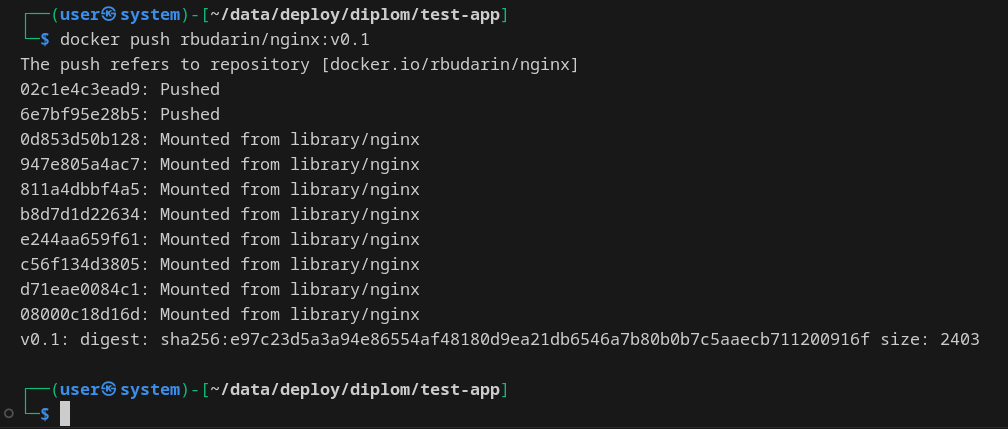 ┌──(user㉿system)-[~/data/deploy/diplom/test-app]
└─$ docker push rbudarin/nginx:v0.1
The push refers to repository [docker.io/rbudarin/nginx]
02c1e4c3ead9: Pushed
6e7bf95e28b5: Pushed
0d853d50b128: Mounted from library/nginx
947e805a4ac7: Mounted from library/nginx
811a4dbbf4a5: Mounted from library/nginx
b8d7d1d22634: Mounted from library/nginx
e244aa659f61: Mounted from library/nginx
c56f134d3805: Mounted from library/nginx
d71eae0084c1: Mounted from library/nginx
08000c18d16d: Mounted from library/nginx
v0.1: digest: sha256:e97c23d5a3a94e86554af48180d9ea21db6546a7b80b0b7c5aaecb711200916f size: 2403
┌──(user㉿system)-[~/data/deploy/diplom/test-app]
└─$